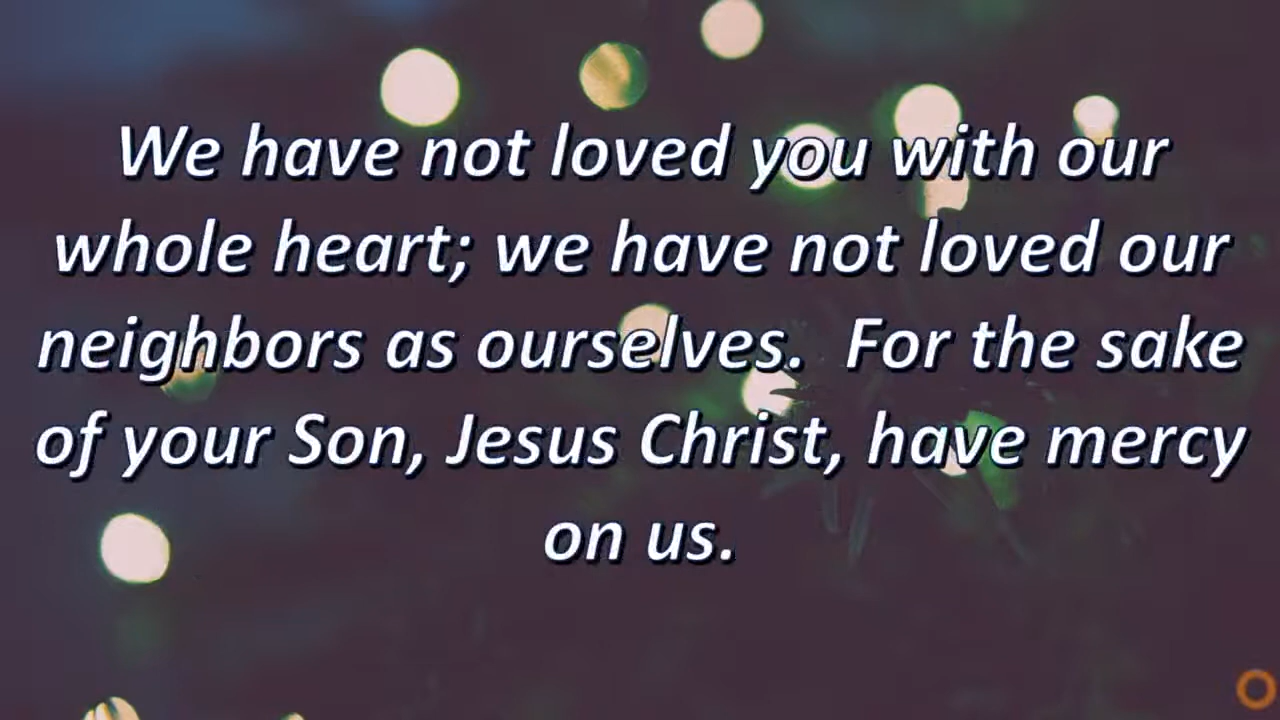 We have not loved you with our
whole heart; we have not loved our
neighbors as ourselves.  For the sake
of your Son, Jesus Christ, have mercy
on us.